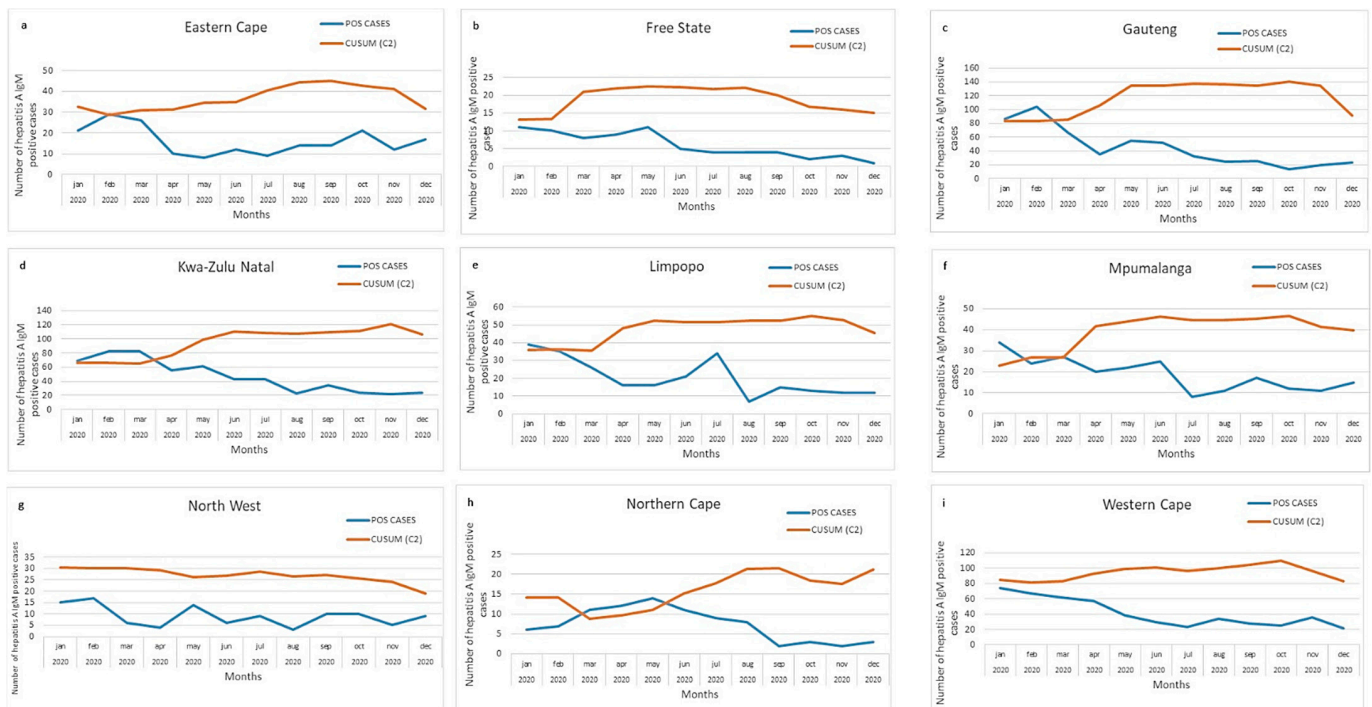 a
Eastern Cape
POS CASES
CUSUM (C2)
Number of hepatitis A IgM
positive cases
50
40
30
20
10
0
jan feb mar apr may jun jul aug sep oct nov dec
2020 2020 2020 2020 2020 2020 2020 2020 2020 2020 2020 2020
Months
b
Free State
POS CASES
CUSUM (C2)
Number of hepatitis A IgM positive
cases
25
20
15
10
5
0
jan feb mar apr may jun jul aug sep oct nov dec
2020 2020 2020 2020 2020 2020 2020 2020 2020 2020 2020 2020
Months
c
Gauteng
POS CASES
CUSUM (C2)
Number of hepatitis A IgM positive
cases
160
140
120
100
80
60
40
20
0
jan feb mar apr may jun jul aug sep oct nov dec
2020 2020 2020 2020 2020 2020 2020 2020 2020 2020 2020 2020
Months
d
Kwa-Zulu Natal
POS CASES
CUSUM (C2)
Number of hepatitis A IgM
positive cases
140
120
100
80
60
40
20
0
jan feb mar apr may jun jul aug sep oct nov dec
2020 2020 2020 2020 2020 2020 2020 2020 2020 2020 2020 2020
Months
e
Limpopo
POS CASES
CUSUM (C2)
Number of hepatitis A IgM
positive cases
60
50
40
30
20
10
0
jan feb mar apr may jun jul aug sep oct nov dec
2020 2020 2020 2020 2020 2020 2020 2020 2020 2020 2020 2020
Months
f
Mpumalanga
POS CASES
CUSUM (C2)
Number of hepatitis A IgM positive
cases
50
40
30
20
10
0
jan feb mar apr may jun jul aug sep oct nov dec
2020 2020 2020 2020 2020 2020 2020 2020 2020 2020 2020 2020
Months
g
North West
POS CASES
CUSUM (C2)
Number of hepatitis A IgM positive cases
35
30
25
20
15
10
5
0
jan feb mar apr may jun jul aug sep oct nov dec
2020 2020 2020 2020 2020 2020 2020 2020 2020 2020 2020 2020
Months
h
Northern Cape
POS CASES
CUSUM (C2)
Number of hepatitis A IgM positive
cases
25
20
15
10
5
0
jan feb mar apr may jun jul aug sep oct nov dec
2020 2020 2020 2020 2020 2020 2020 2020 2020 2020 2020 2020
Months
i
Western Cape
POS CASES
CUSUM (C2)
Number of hepatitis A IgM positive
cases
120
100
80
60
40
20
0
jan feb mar apr may jun jul aug sep oct nov dec
2020 2020 2020 2020 2020 2020 2020 2020 2020 2020 2020 2020
Months